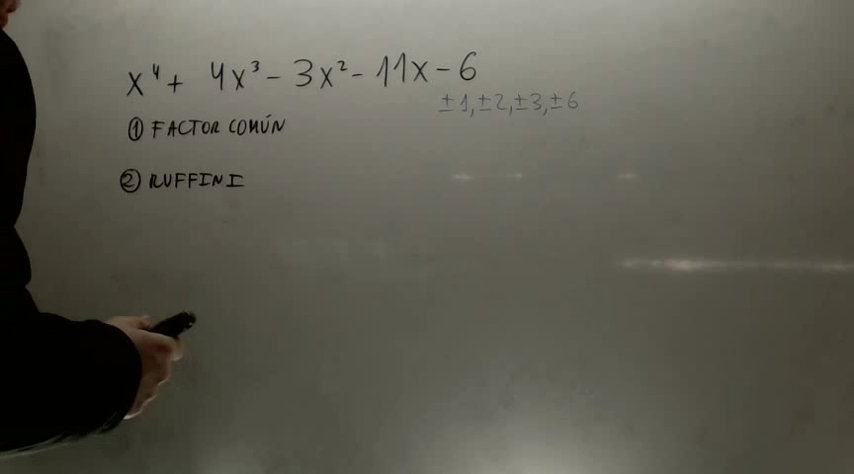 x⁴ + 4x³ - 3x² - 11x - 6
±1, ±2, ±3, ±6
① FACTOR COMÚN
② RUFFINI